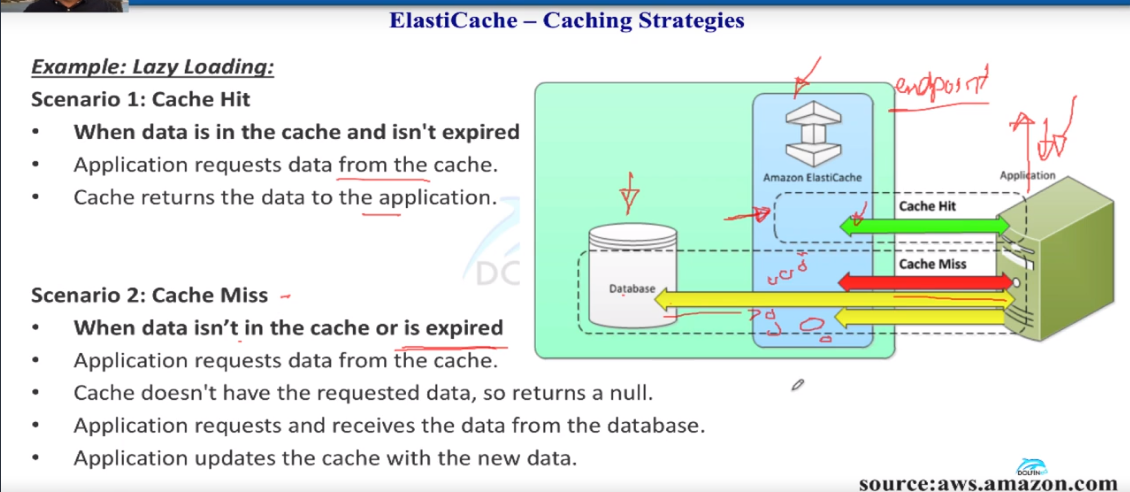 ElastiCache – Caching Strategies
Example: Lazy Loading:
Scenario 1: Cache Hit
• When data is in the cache and isn't expired
• Application requests data from the cache.
• Cache returns the data to the application.
Scenario 2: Cache Miss
• When data isn't in the cache or is expired
• Application requests data from the cache.
• Cache doesn't have the requested data, so returns a null.
• Application requests and receives the data from the database.
• Application updates the cache with the new data.
endpoint
Amazon ElastiCache
Application
Cache Hit
Cache Miss
Database
DOLFIN
source:aws.amazon.com